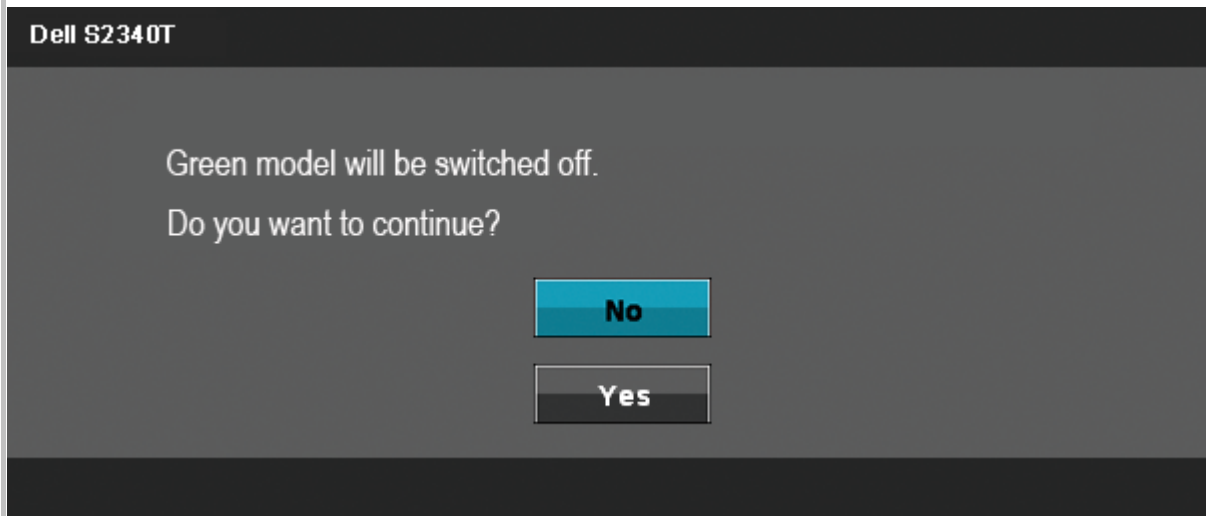 Dell S2340T
Green model will be switched off.
Do you want to continue?
No
Yes